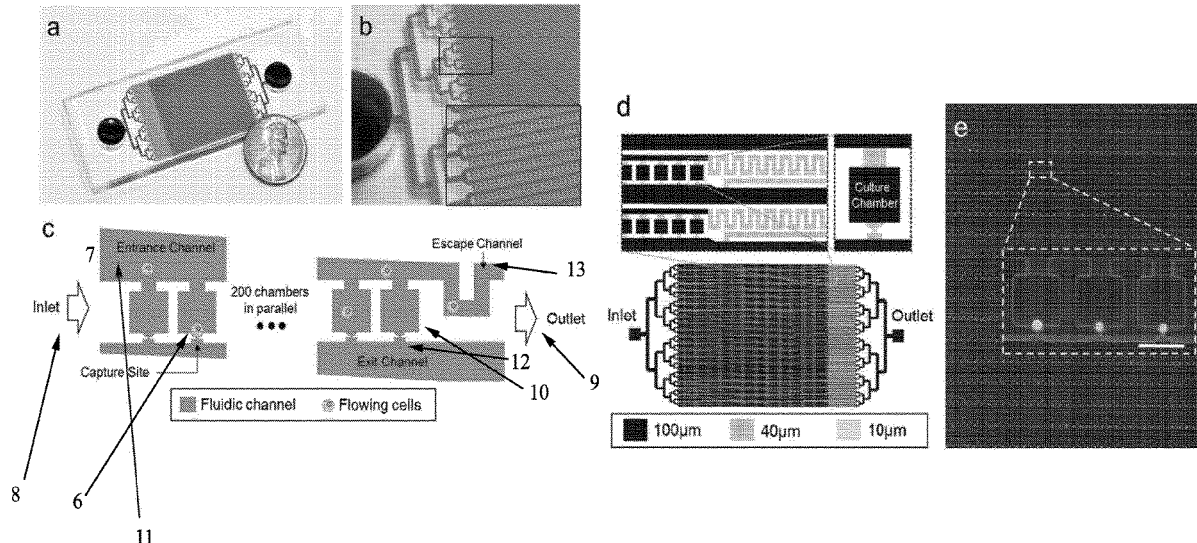 a
b
c
7
Entrance Channel
Escape Channel
13
Inlet
200 chambers
in parallel
Outlet
12
Exit Channel
Capture Site
10
9
Fluidic channel
Flowing cells
8
6
11
d
Culture
Chamber
Inlet
Outlet
100µm
40µm
10µm
e